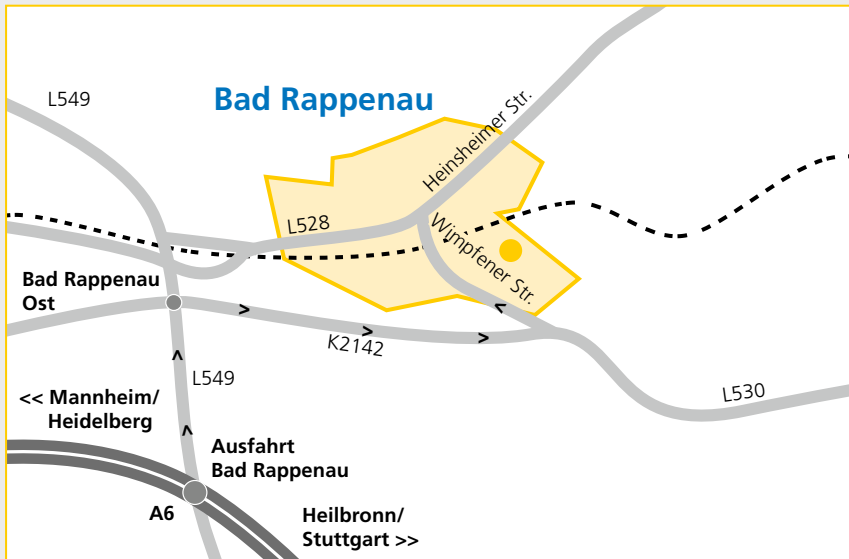 L549
Bad Rappenau
Heinsheimer Str.
L528
Wimpfener Str.
Bad Rappenau
Ost
K2142
L549
L530
<< Mannheim/
Heidelberg
Ausfahrt
Bad Rappenau
A6
Heilbronn/
Stuttgart >>